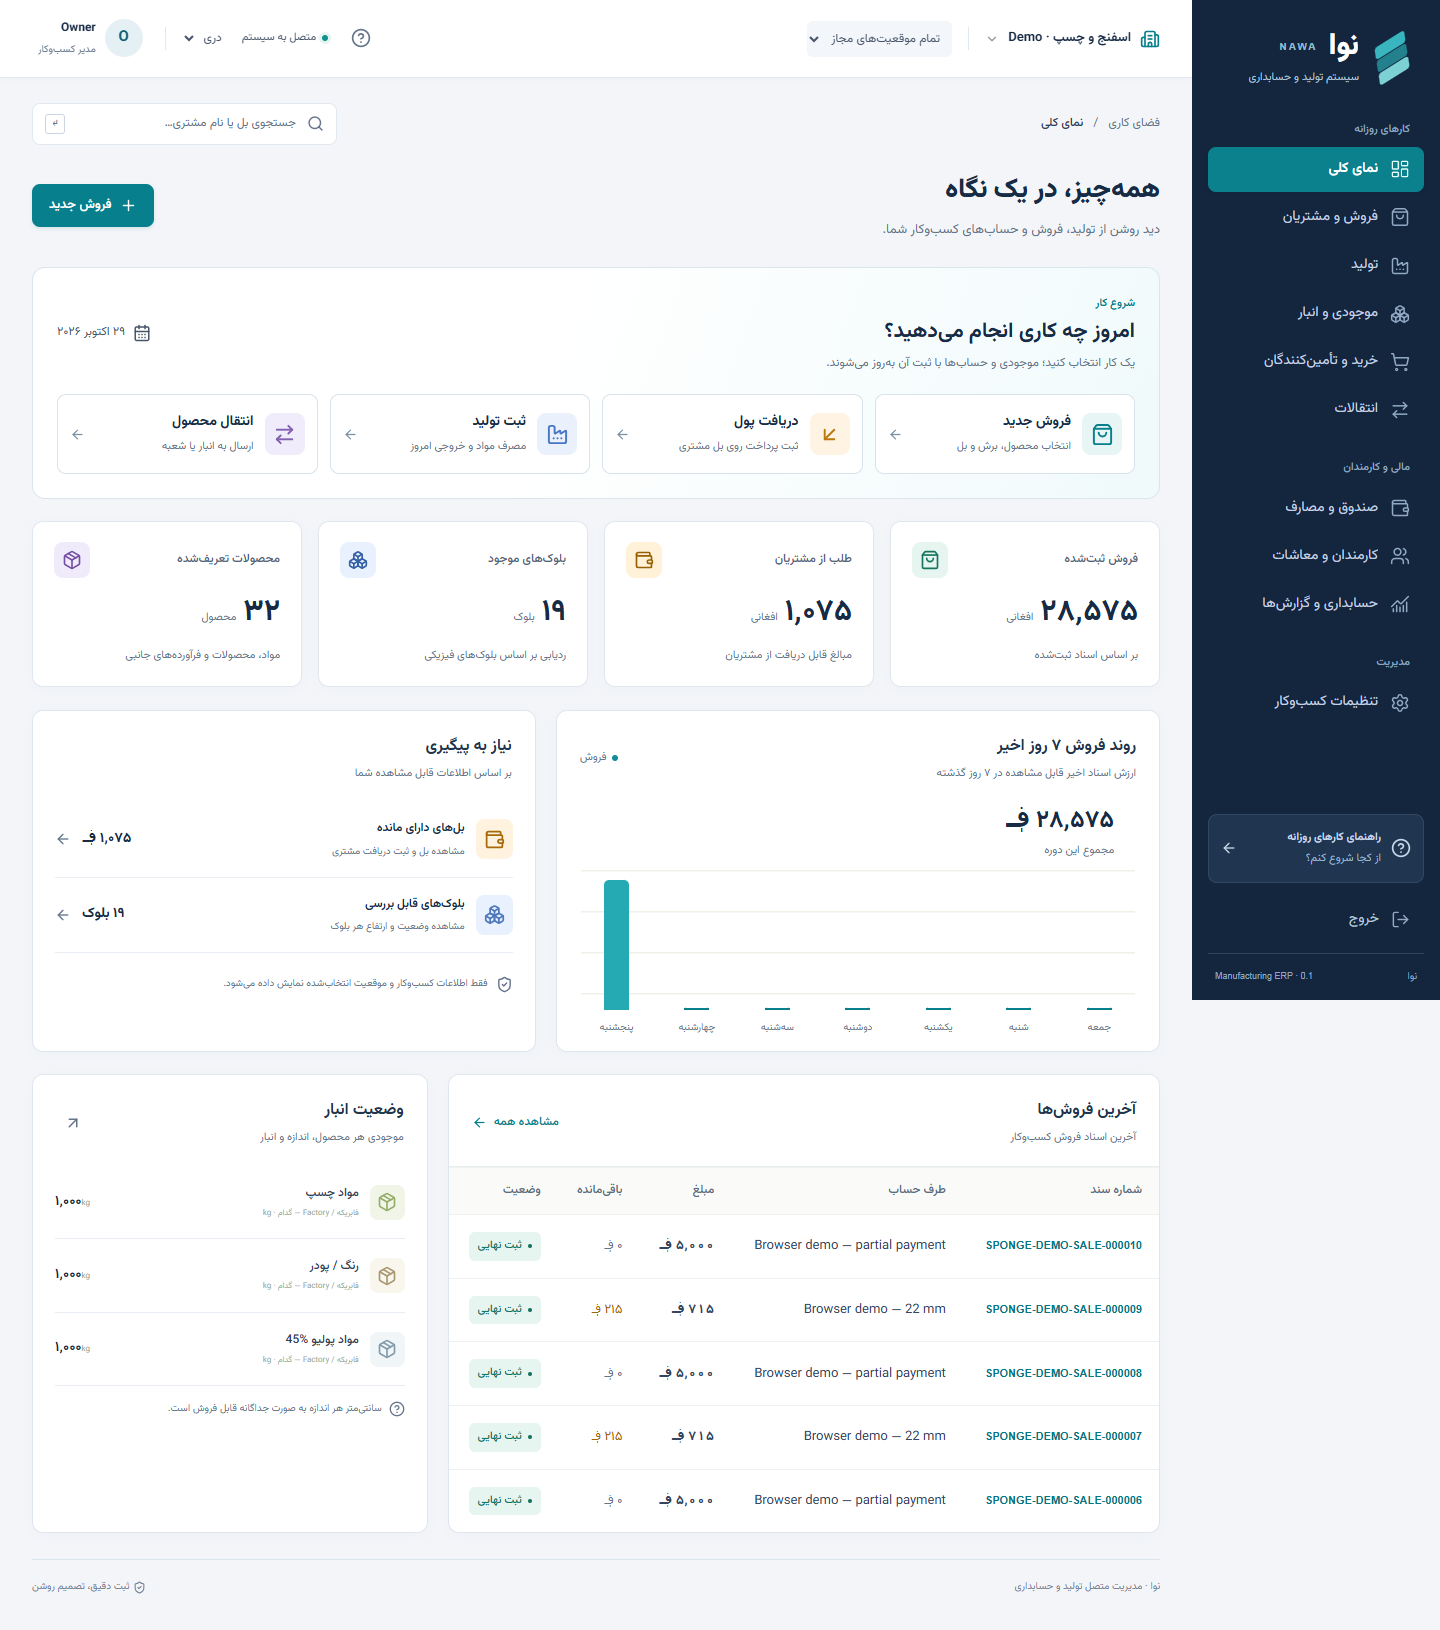 نوا NAWA
سیستم تولید و حسابداری
کارهای روزانه
نمای کلی
فروش و مشتریان
تولید
موجودی و انبار
خرید و تأمین‌کنندگان
انتقالات
مالی و کارمندان
صندوق و مصارف
کارمندان و معاشات
حسابداری و گزارش‌ها
مدیریت
تنظیمات کسب‌وکار
راهنمای کارهای روزانه
از کجا شروع کنم؟
خروج
نوا
Manufacturing ERP · 0.1
اسفنج و چسپ · Demo
تمام موقعیت‌های مجاز
متصل به سیستم
دری
Owner
مدیر کسب‌وکار
O
فضای کاری / نمای کلی
جستجوی بل یا نام مشتری...
همه‌چیز، در یک نگاه
دید روشن از تولید، فروش و حساب‌های کسب‌وکار شما.
فروش جدید
شروع کار
امروز چه کاری انجام می‌دهید؟
یک کار انتخاب کنید؛ موجودی و حساب‌ها با ثبت آن به‌روز می‌شوند.
۲۹ اکتوبر ۲۰۲۶
فروش جدید
انتخاب محصول، برش و بل
دریافت پول
ثبت پرداخت روی بل مشتری
ثبت تولید
مصرف مواد و خروجی امروز
انتقال محصول
ارسال به انبار یا شعبه
فروش ثبت‌شده
۲۸,۵۷۵ افغانی
بر اساس اسناد ثبت‌شده
طلب از مشتریان
۱,۰۷۵ افغانی
مبالغ قابل دریافت از مشتریان
بلوک‌های موجود
۱۹ بلوک
ردیابی بر اساس بلوک‌های فیزیکی
محصولات تعریف‌شده
۳۲ محصول
مواد، محصولات و فرآورده‌های جانبی
روند فروش ۷ روز اخیر
ارزش اسناد اخیر قابل مشاهده در ۷ روز گذشته
فروش
۲۸,۵۷۵ ؋
مجموع این دوره
جمعه
شنبه
یکشنبه
دوشنبه
سه‌شنبه
چهارشنبه
پنجشنبه
نیاز به پیگیری
بر اساس اطلاعات قابل مشاهده شما
بل‌های دارای مانده
مشاهده بل و ثبت دریافت مشتری
۱,۰۷۵ ؋
بلوک‌های قابل بررسی
مشاهده وضعیت و ارتفاع هر بلوک
۱۹ بلوک
فقط اطلاعات کسب‌وکار و موقعیت انتخاب‌شده نمایش داده می‌شود.
آخرین فروش‌ها
آخرین اسناد فروش کسب‌وکار
مشاهده همه
شماره سند طرف حساب مبلغ باقی‌مانده وضعیت
SPONGE-DEMO-SALE-000010 Browser demo — partial payment ۵,۰۰۰ ؋ ۰ ؋ ثبت نهایی
SPONGE-DEMO-SALE-000009 Browser demo — 22 mm ۷۱۵ ؋ ۲۱۵ ؋ ثبت نهایی
SPONGE-DEMO-SALE-000008 Browser demo — partial payment ۵,۰۰۰ ؋ ۰ ؋ ثبت نهایی
SPONGE-DEMO-SALE-000007 Browser demo — 22 mm ۷۱۵ ؋ ۲۱۵ ؋ ثبت نهایی
SPONGE-DEMO-SALE-000006 Browser demo — partial payment ۵,۰۰۰ ؋ ۰ ؋ ثبت نهایی
وضعیت انبار
موجودی هر محصول، اندازه و انبار
مواد چسپ
فابریکه / Factory — گدام · kg
۱,۰۰۰ kg
رنگ / پودر
فابریکه / Factory — گدام · kg
۱,۰۰۰ kg
مواد پولیو 45%
فابریکه / Factory — گدام · kg
۱,۰۰۰ kg
سانتی‌متر هر اندازه به صورت جداگانه قابل فروش است.
نوا · مدیریت متصل تولید و حسابداری
ثبت دقیق، تصمیم روشن